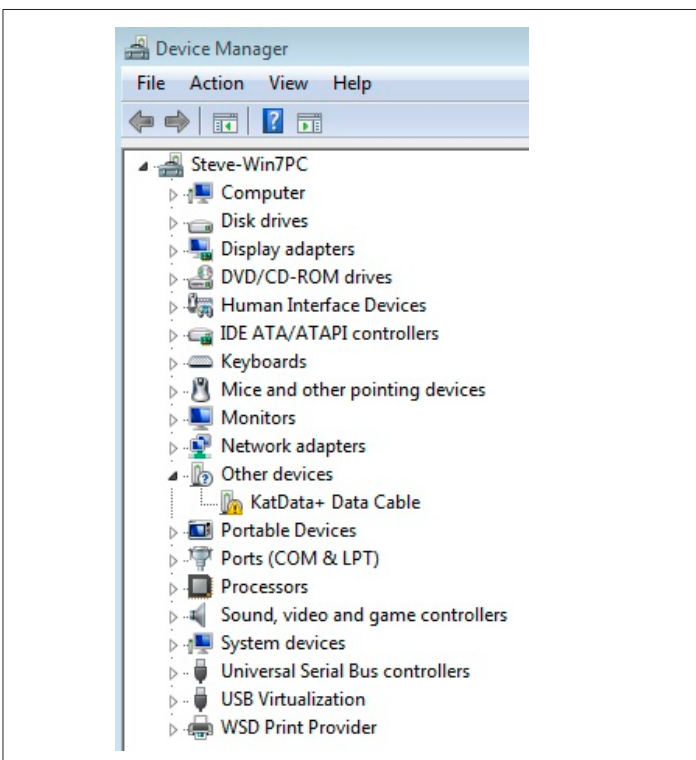 Device Manager
File Action View Help
Steve-Win7PC
Computer
Disk drives
Display adapters
DVD/CD-ROM drives
Human Interface Devices
IDE ATA/ATAPI controllers
Keyboards
Mice and other pointing devices
Monitors
Network adapters
Other devices
KatData+ Data Cable
Portable Devices
Ports (COM & LPT)
Processors
Sound, video and game controllers
System devices
Universal Serial Bus controllers
USB Virtualization
WSD Print Provider